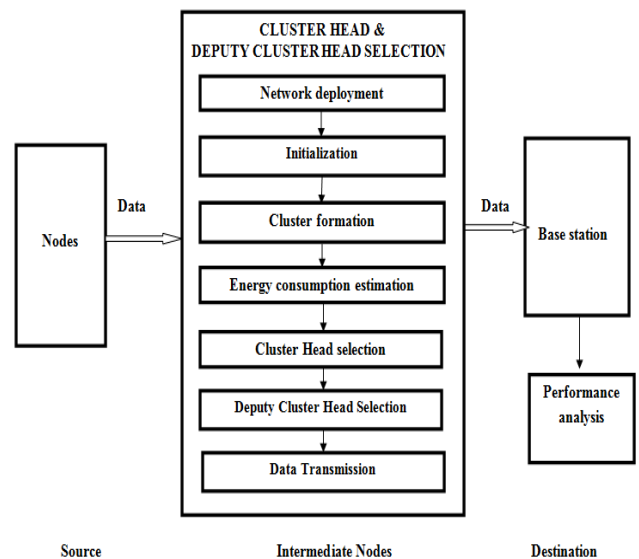 CLUSTER HEAD &
DEPUTY CLUSTER HEAD SELECTION
Network deployment
Initialization
Cluster formation
Energy consumption estimation
Cluster Head selection
Deputy Cluster Head Selection
Data Transmission
Nodes
Data
Data
Base station
Performance
analysis
Source
Intermediate Nodes
Destination